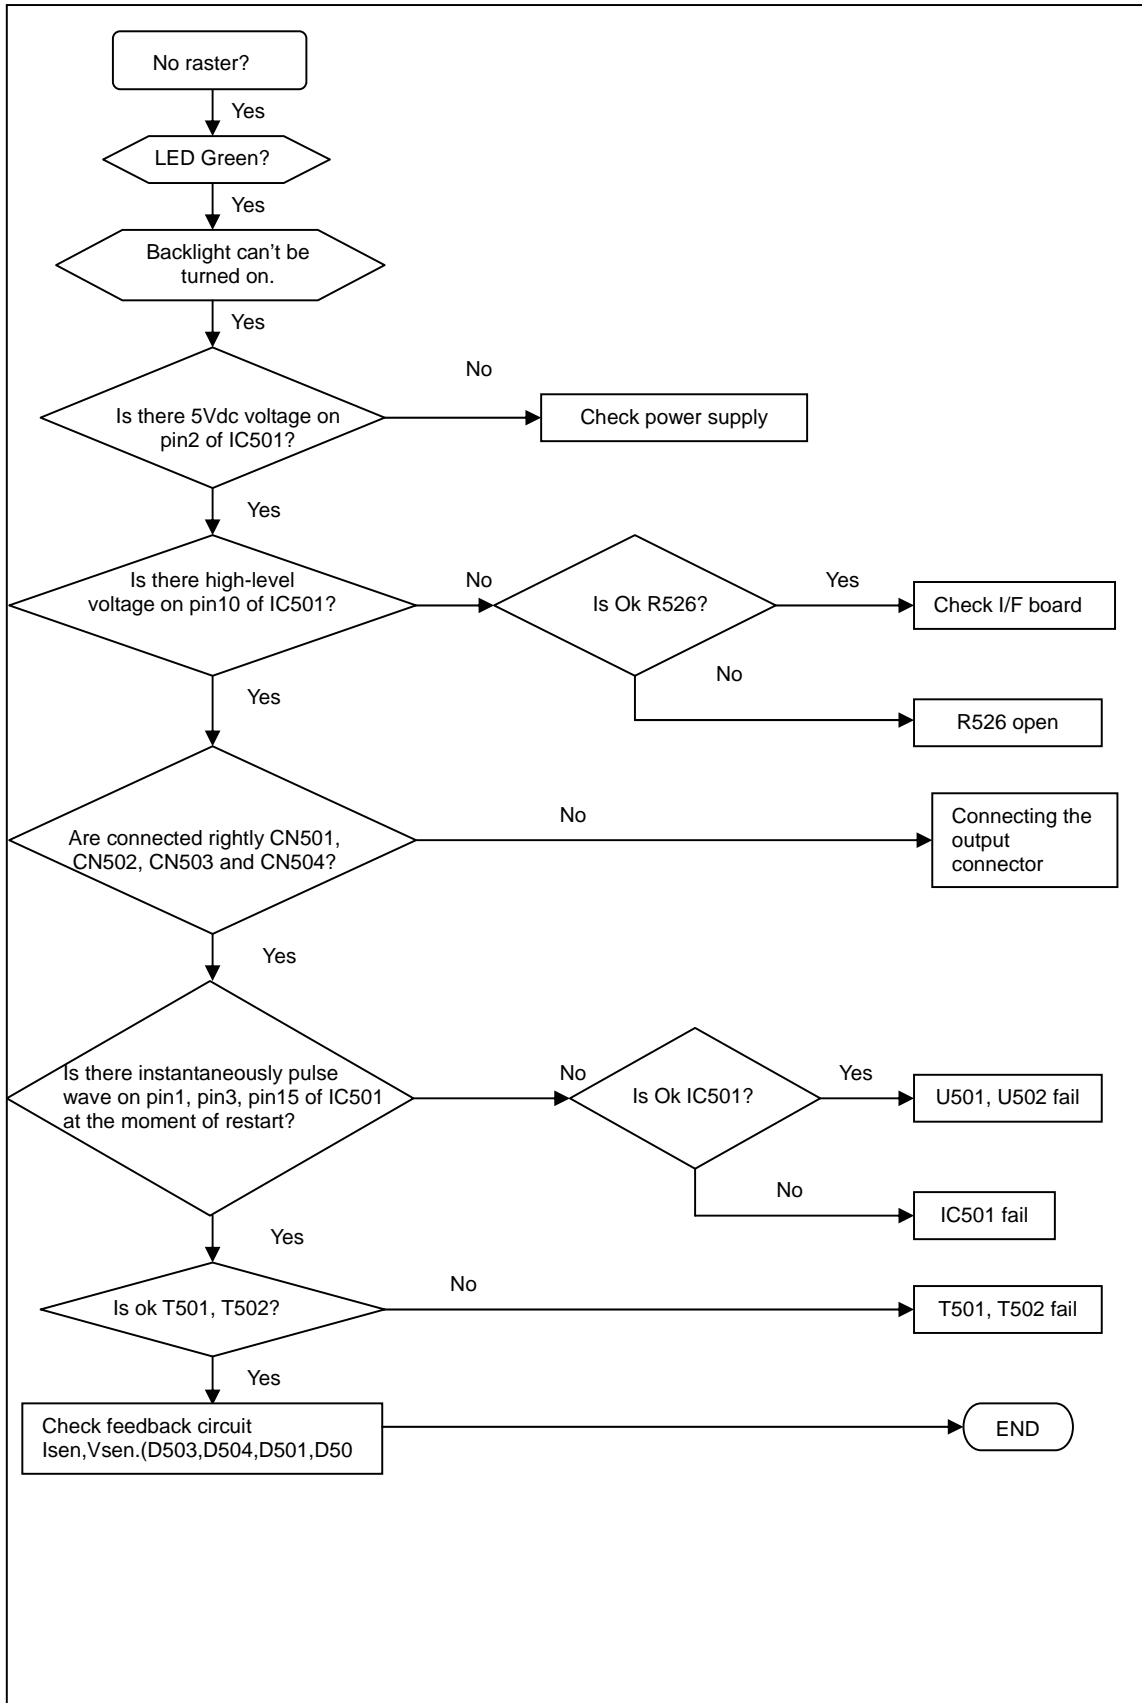 No raster?
Yes
LED Green?
Yes
Backlight can't be
turned on.
Yes
No
Is there 5Vdc voltage on
pin2 of IC501?
Check power supply
Yes
Is there high-level
voltage on pin10 of IC501?
No
Is Ok R526?
Yes
Check I/F board
No
Yes
R526 open
No
Are connected rightly CN501,
CN502, CN503 and CN504?
Connecting the
output
connector
Yes
Is there instantaneously pulse
wave on pin1, pin3, pin15 of IC501
at the moment of restart?
No
Is Ok IC501?
Yes
U501, U502 fail
No
IC501 fail
Yes
Is ok T501, T502?
No
T501, T502 fail
Yes
Check feedback circuit
Isen,Vsen.(D503,D504,D501,D50
END